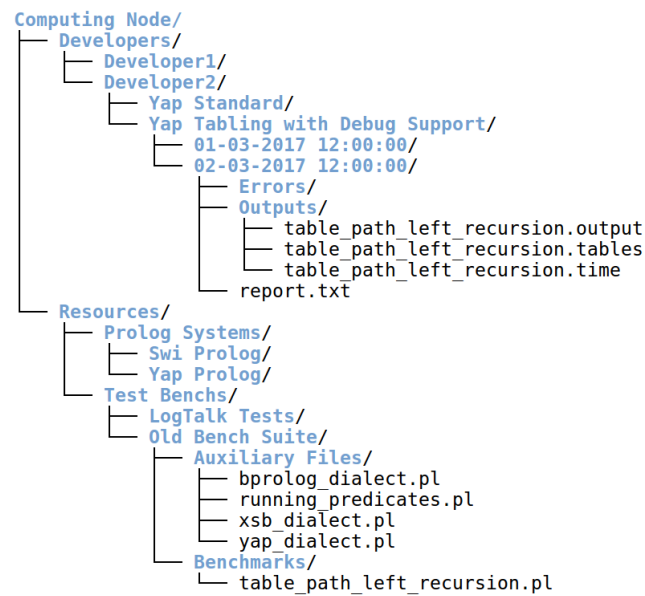 Computing Node/
Developers/
Developer1/
Developer2/
Yap Standard/
Yap Tabling with Debug Support/
01-03-2017 12:00:00/
02-03-2017 12:00:00/
Errors/
Outputs/
table_path_left_recursion.output
table_path_left_recursion.tables
table_path_left_recursion.time
report.txt
Resources/
Prolog Systems/
Swi Prolog/
Yap Prolog/
Test Benchs/
LogTalk Tests/
Old Bench Suite/
Auxiliary Files/
bprolog_dialect.pl
running_predicates.pl
xsb_dialect.pl
yap_dialect.pl
Benchmarks/
table_path_left_recursion.pl